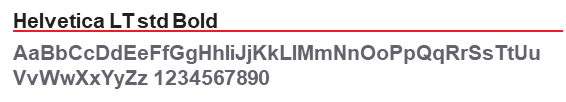 Helvetica LT std Bold
AaBbCcDdEeFfGgHhIiJjKkLlMmNnOoPpQqRrSsTtUu
VvWwXxYyZz 1234567890